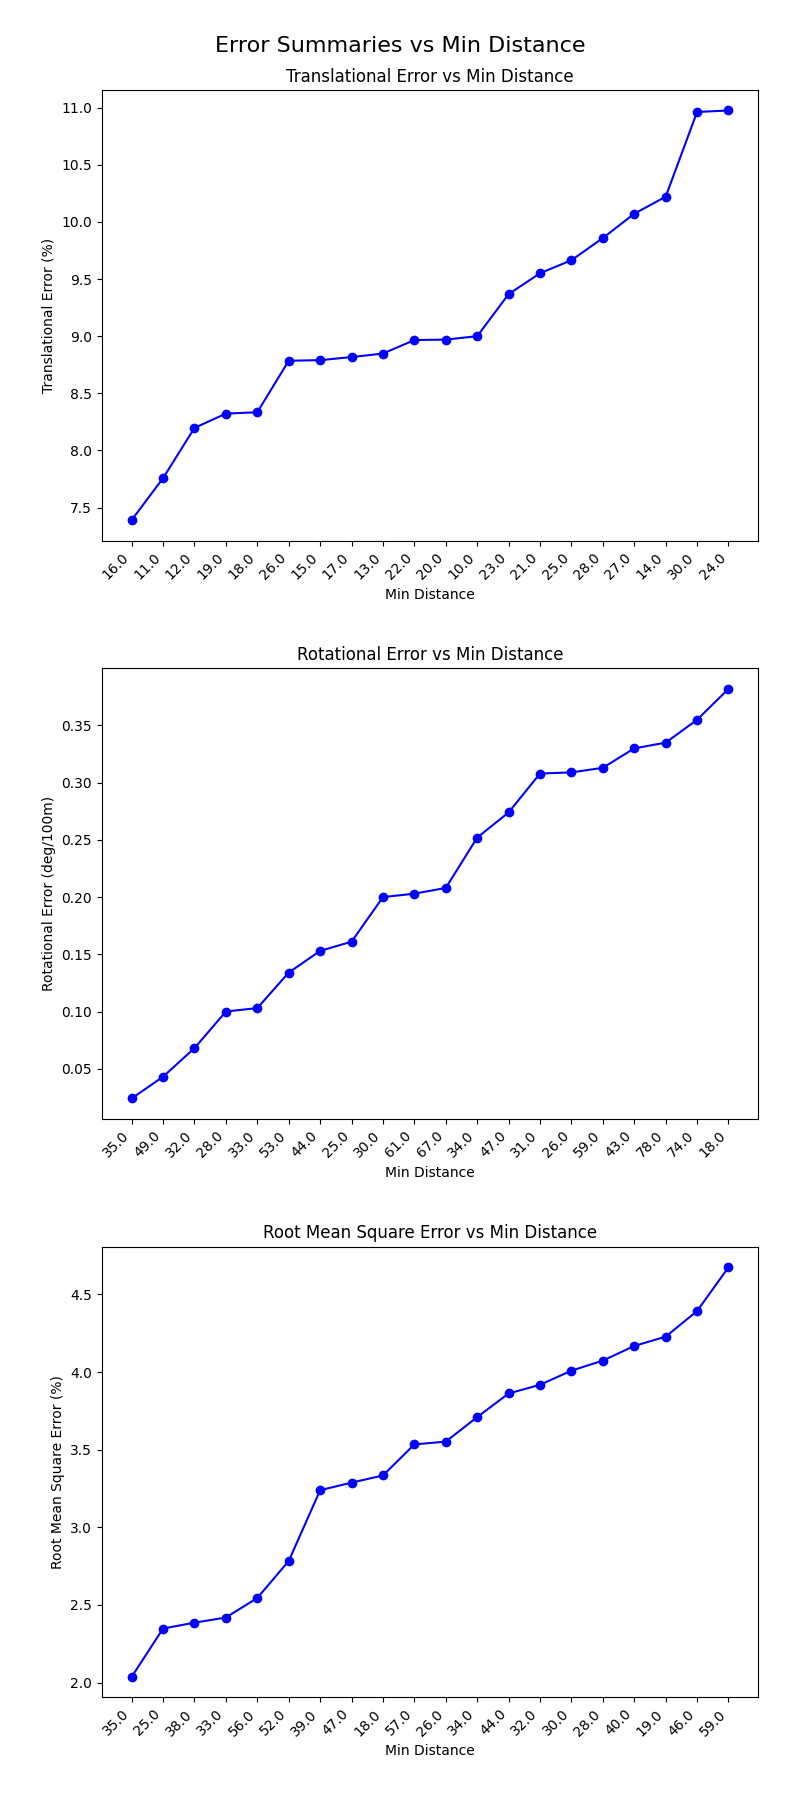 Error Summaries vs Min Distance
Translational Error vs Min Distance
Translational Error (%)
11.0
10.5
10.0
9.5
9.0
8.5
8.0
7.5
16.0 11.0 12.0 19.0 18.0 26.0 15.0 17.0 13.0 22.0 20.0 10.0 23.0 21.0 25.0 28.0 27.0 14.0 30.0 24.0
Min Distance
Rotational Error vs Min Distance
Rotational Error (deg/100m)
0.35
0.30
0.25
0.20
0.15
0.10
0.05
35.0 49.0 32.0 28.0 33.0 53.0 44.0 25.0 30.0 61.0 67.0 34.0 47.0 31.0 26.0 59.0 43.0 78.0 74.0 18.0
Min Distance
Root Mean Square Error vs Min Distance
Root Mean Square Error (%)
4.5
4.0
3.5
3.0
2.5
2.0
35.0 25.0 38.0 33.0 56.0 52.0 39.0 47.0 18.0 57.0 26.0 34.0 44.0 32.0 30.0 28.0 40.0 19.0 46.0 59.0
Min Distance